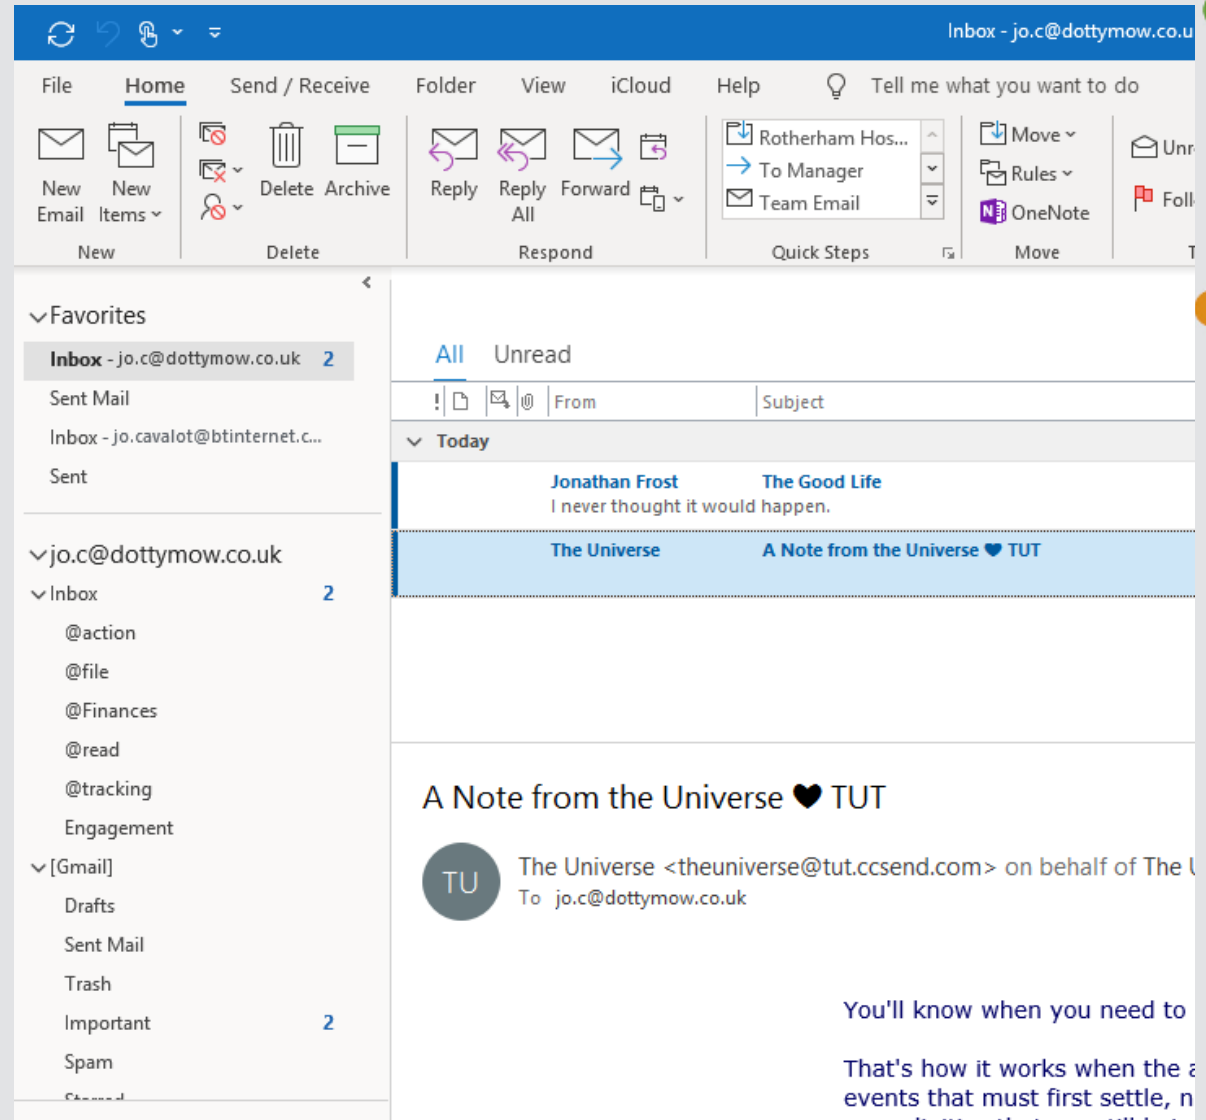 Inbox - jo.c@dottymow.co.u
File Home Send / Receive Folder View iCloud Help Tell me what you want to do
New Email
New Items
Delete
Archive
Reply
Reply All
Forward
Rotherham Hos...
To Manager
Team Email
Move
Rules
OneNote
Unr
Foll
New Delete Respond Quick Steps Move
Favorites
Inbox - jo.c@dottymow.co.uk 2
Sent Mail
Inbox - jo.cavalot@btinternet.c...
Sent
jo.c@dottymow.co.uk
Inbox 2
@action
@file
@Finances
@read
@tracking
Engagement
[Gmail]
Drafts
Sent Mail
Trash
Important 2
Spam
Starred
All Unread
! From Subject
Today
Jonathan Frost The Good Life
I never thought it would happen.
The Universe A Note from the Universe ♥ TUT
A Note from the Universe ♥ TUT
TU
The Universe <theuniverse@tut.ccsend.com> on behalf of The
To jo.c@dottymow.co.uk
You'll know when you need to
That's how it works when the
events that must first settle, n